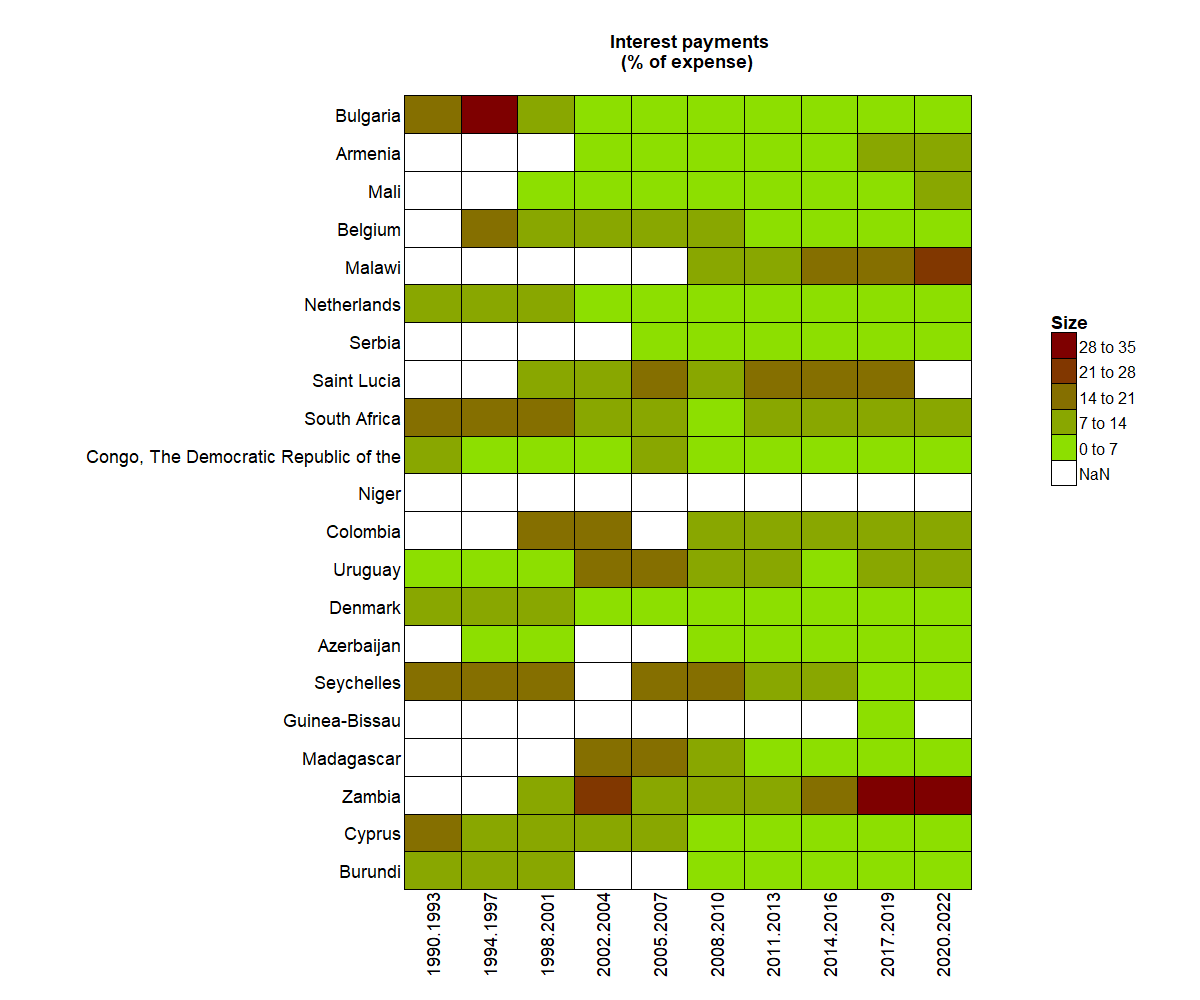 Interest payments
(% of expense)
Bulgaria
Armenia
Mali
Belgium
Malawi
Netherlands
Serbia
Saint Lucia
South Africa
Congo, The Democratic Republic of the
Niger
Colombia
Uruguay
Denmark
Azerbaijan
Seychelles
Guinea-Bissau
Madagascar
Zambia
Cyprus
Burundi
1990.1993
1994.1997
1998.2001
2002.2004
2005.2007
2008.2010
2011.2013
2014.2016
2017.2019
2020.2022
Size
28 to 35
21 to 28
14 to 21
7 to 14
0 to 7
NaN